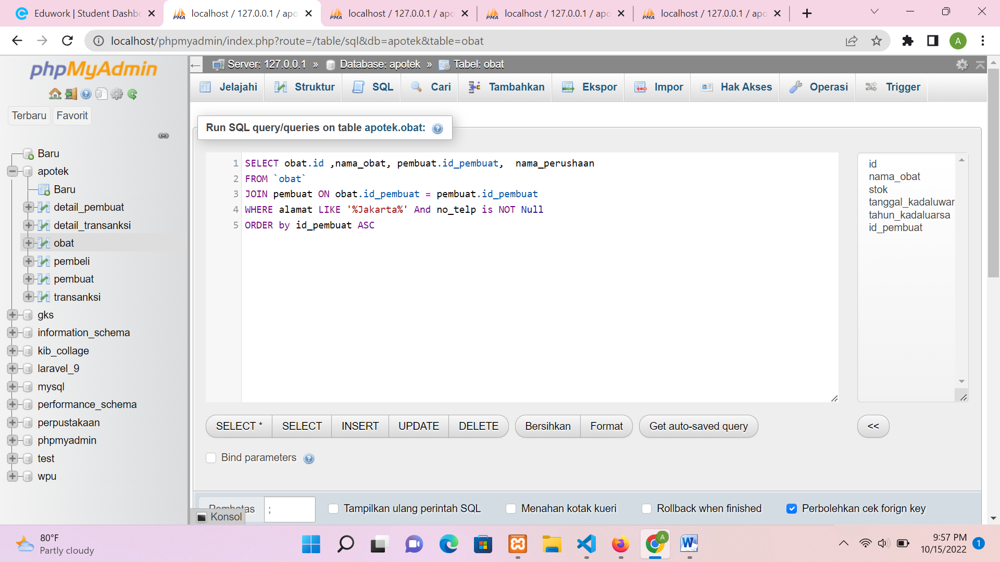 Eduwork | Student Dashbo
localhost / 127.0.0.1 / apo
localhost / 127.0.0.1 / apo
localhost / 127.0.0.1 / apo
localhost / 127.0.0.1 / apo
localhost/phpmyadmin/index.php?route=/table/sql&db=apotek&table=obat
A
phpMyAdmin
Terbaru
Favorit
Baru
apotek
Baru
detail_pembuat
detail_transanksi
obat
pembeli
pembuat
transanksi
gks
information_schema
kib_collage
laravel_9
mysql
performance_schema
perpustakaan
phpmyadmin
test
wpu
Server: 127.0.0.1 » Database: apotek » Tabel: obat
Jelajahi
Struktur
SQL
Cari
Tambahkan
Ekspor
Impor
Hak Akses
Operasi
Trigger
Run SQL query/queries on table apotek.obat:
1 SELECT obat.id ,nama_obat, pembuat.id_pembuat,  nama_perushaan
2 FROM `obat`
3 JOIN pembuat ON obat.id_pembuat = pembuat.id_pembuat
4 WHERE alamat LIKE '%Jakarta%' And no_telp is NOT Null
5 ORDER by id_pembuat ASC
id
nama_obat
stok
tanggal_kadaluwar
tahun_kadaluarsa
id_pembuat
SELECT *
SELECT
INSERT
UPDATE
DELETE
Bersihkan
Format
Get auto-saved query
<<
Bind parameters
Pembatas
;
Tampilkan ulang perintah SQL
Menahan kotak kueri
Rollback when finished
Perbolehkan cek forign key
Konsol
80°F
Partly cloudy
A
9:57 PM
10/15/2022
1